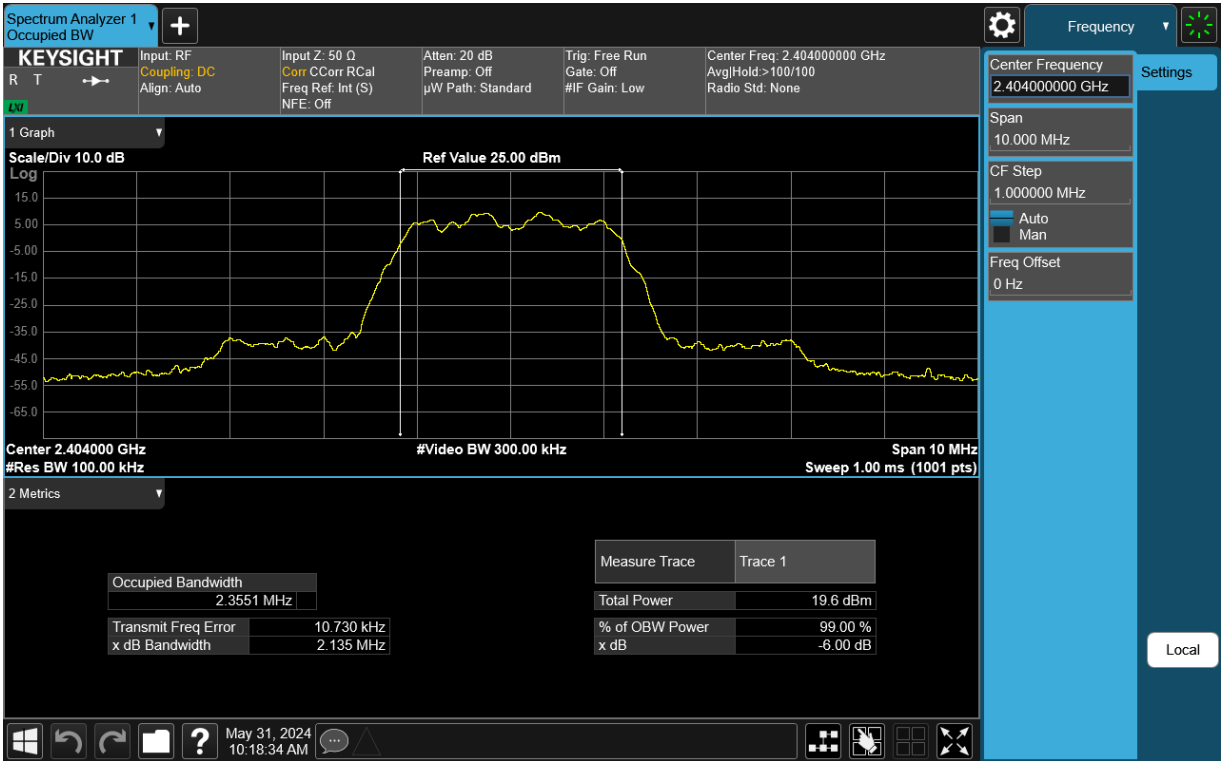 Spectrum Analyzer 1
Occupied BW
Frequency
KEYSIGHT
R T
LXI
Input: RF
Coupling: DC
Align: Auto
Input Z: 50 Ω
Corr CCorr RCal
Freq Ref: Int (S)
NFE: Off
Atten: 20 dB
Preamp: Off
µW Path: Standard
Trig: Free Run
Gate: Off
#IF Gain: Low
Center Freq: 2.404000000 GHz
Avg|Hold:>100/100
Radio Std: None
Center Frequency
2.404000000 GHz
Settings
Span
10.000 MHz
CF Step
1.000000 MHz
Auto
Man
Freq Offset
0 Hz
Local
1 Graph
Scale/Div 10.0 dB
Ref Value 25.00 dBm
Log
15.0
5.00
-5.00
-15.0
-25.0
-35.0
-45.0
-55.0
-65.0
Center 2.404000 GHz
#Video BW 300.00 kHz
Span 10 MHz
#Res BW 100.00 kHz
Sweep 1.00 ms (1001 pts)
2 Metrics
Occupied Bandwidth
2.3551 MHz
Transmit Freq Error 10.730 kHz
x dB Bandwidth 2.135 MHz
Measure Trace Trace 1
Total Power 19.6 dBm
% of OBW Power 99.00 %
x dB -6.00 dB
May 31, 2024
10:18:34 AM